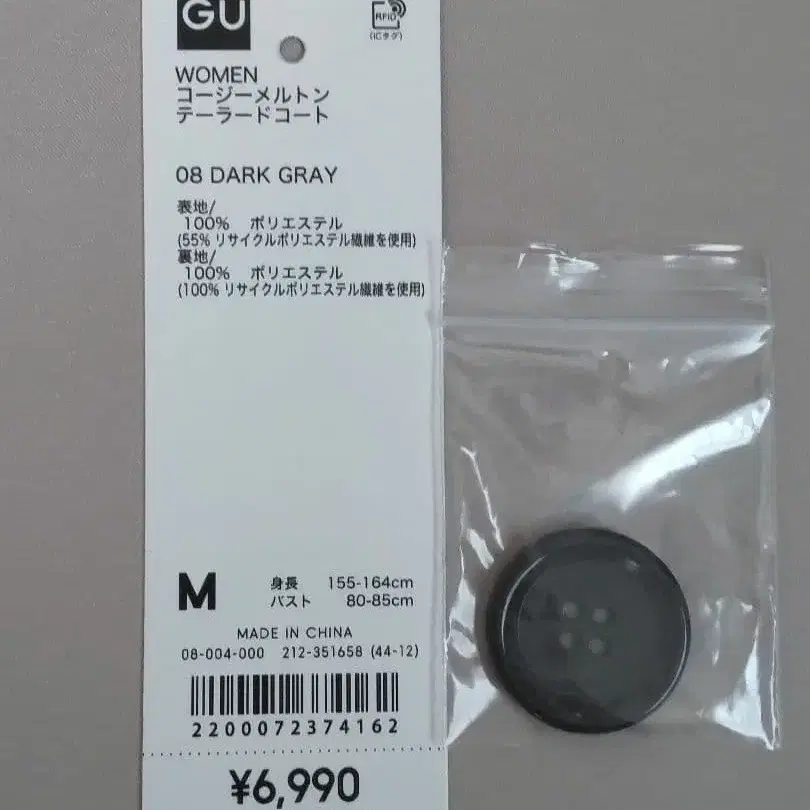 GU
RFID
(ICタグ)
WOMEN
コージーメルトン
テーラードコート
08 DARK GRAY
表地/
100% ポリエステル
(55% リサイクルポリエステル繊維を使用)
裏地/
100% ポリエステル
(100% リサイクルポリエステル繊維を使用)
M
身長 155-164cm
バスト 80-85cm
MADE IN CHINA
08-004-000 212-351658 (44-12)
2200072374162
¥6,990